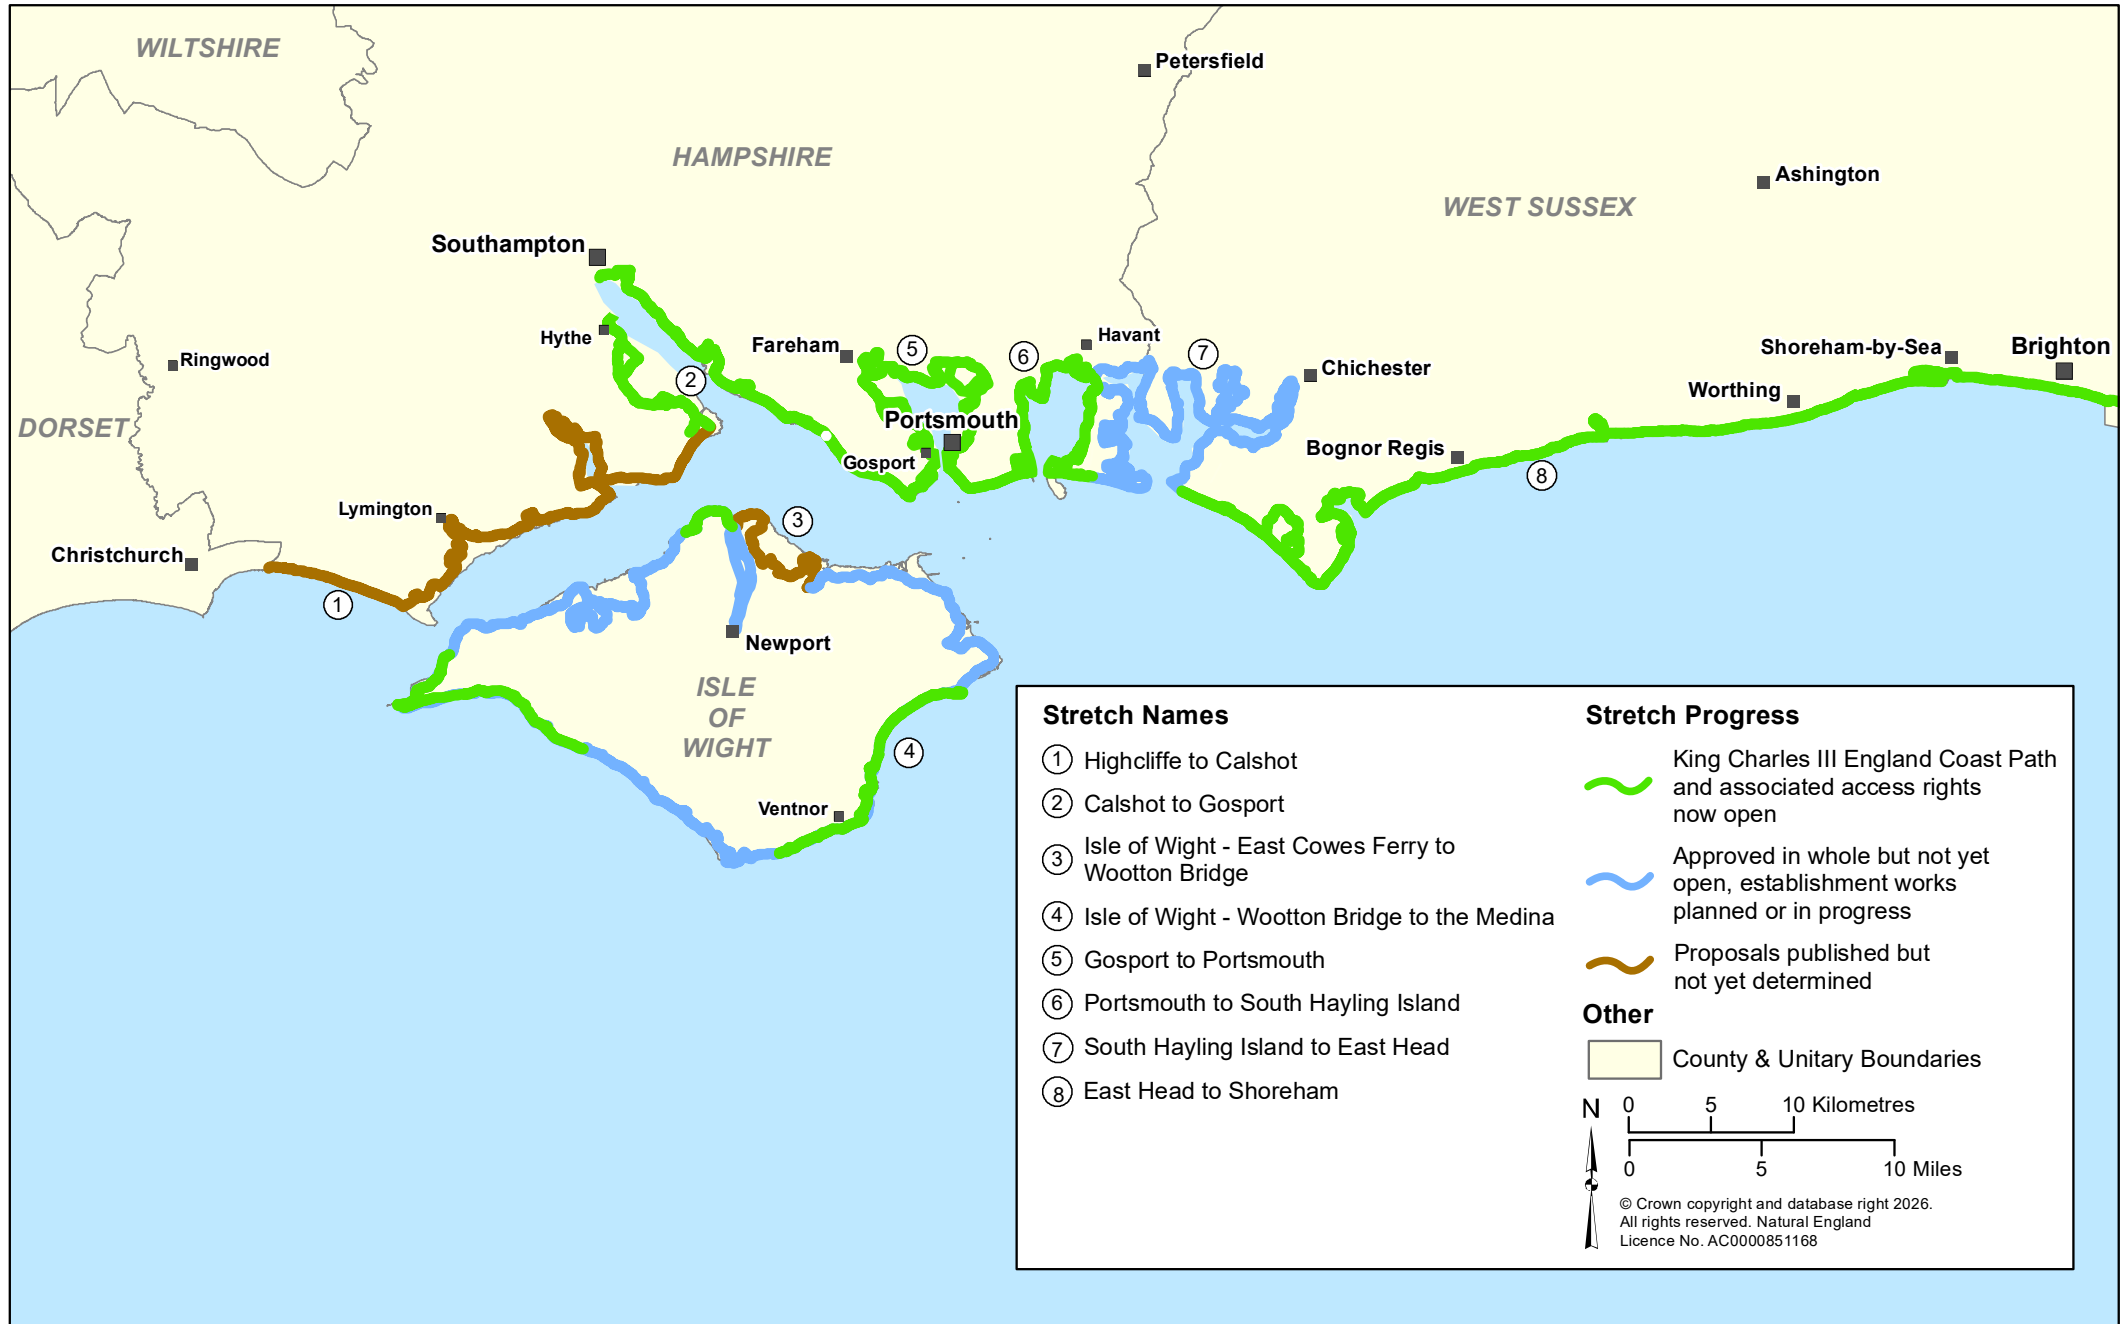 WILTSHIRE
Petersfield
HAMPSHIRE
Ashington
WEST SUSSEX
Southampton
Hythe
Fareham
5
6
Havant
7
Chichester
Shoreham-by-Sea
Brighton
Ringwood
2
Worthing
DORSET
Portsmouth
Gosport
Bognor Regis
8
Lymington
3
Christchurch
1
Newport
ISLE
OF
WIGHT
4
Ventnor
Stretch Names
1 Highcliffe to Calshot
2 Calshot to Gosport
3 Isle of Wight - East Cowes Ferry to
Wootton Bridge
4 Isle of Wight - Wootton Bridge to the Medina
5 Gosport to Portsmouth
6 Portsmouth to South Hayling Island
7 South Hayling Island to East Head
8 East Head to Shoreham
Stretch Progress
King Charles III England Coast Path
and associated access rights
now open
Approved in whole but not yet
open, establishment works
planned or in progress
Proposals published but
not yet determined
Other
County & Unitary Boundaries
N
0 5 10 Kilometres
0 5 10 Miles
© Crown copyright and database right 2026.
All rights reserved. Natural England
Licence No. AC0000851168